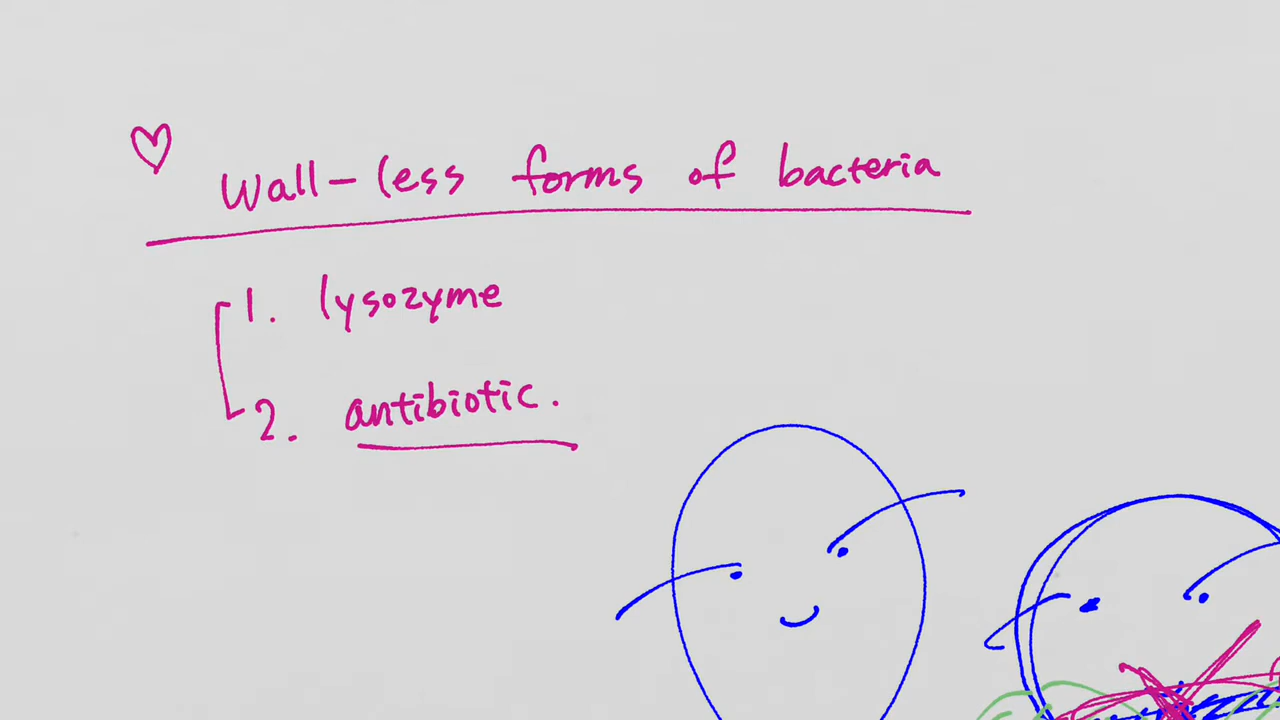 Wall-less forms of bacteria
1. lysozyme
2. antibiotic.